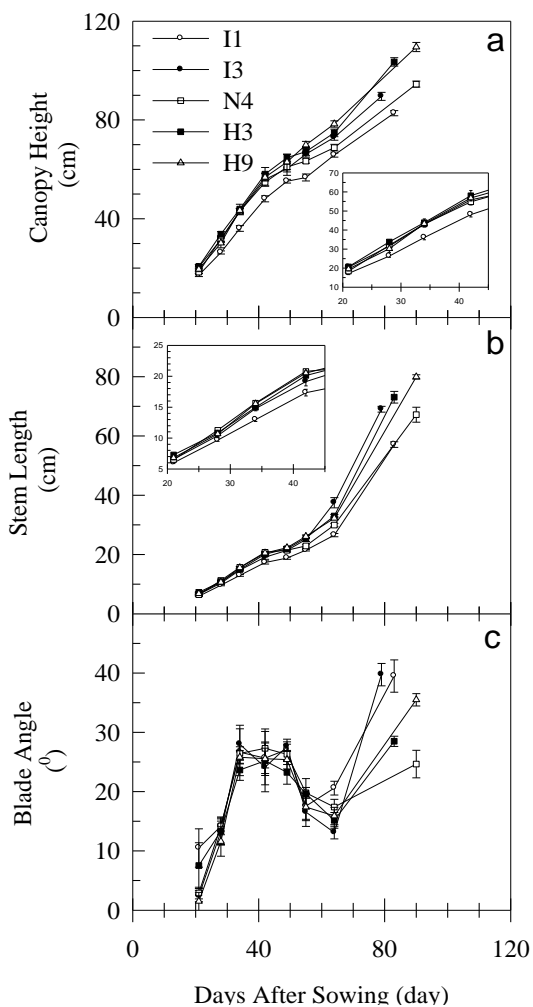 120
80
40
0
Canopy Height
(cm)
a
I1
I3
N4
H3
H9
70
60
50
40
30
20
10
20 30 40
b
80
60
40
20
0
Stem Length
(cm)
25
20
15
10
5
20 30 40
c
40
30
20
10
0
Blade Angle
(⁰)
0 40 80 120
Days After Sowing (day)